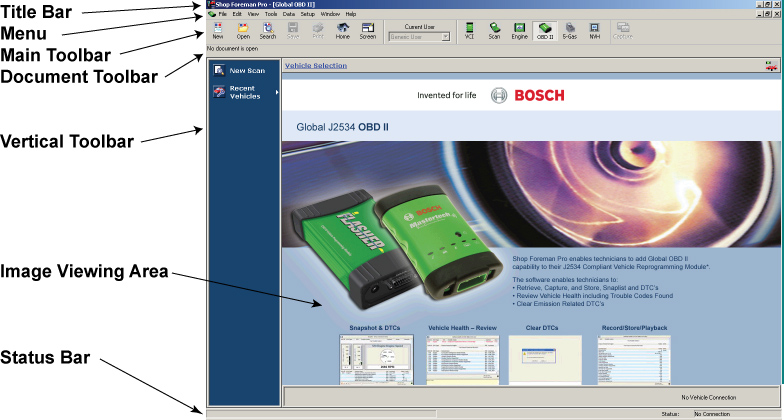 Title Bar
Menu
Main Toolbar
Document Toolbar
Vertical Toolbar
Image Viewing Area
Status Bar
Shop Foreman Pro - [Global OBD II]
File Edit View Tools Data Setup Window Help
New Open Search Save Print Home Screen
Current User
Generic User
VCI Scan Engine OBD II 5-Gas NVH Capture
No document is open
New Scan
Recent
Vehicles
Vehicle Selection
Invented for life BOSCH
Global J2534 OBD II
FLASHER
BOSCH
Mastertech
Shop Foreman Pro enables technicians to add Global OBD II
capability to their J2534 Compliant Vehicle Reprogramming Module*.
The software enables technicians to:
• Retrieve, Capture, and Store, Snaplist and DTC's
• Review Vehicle Health including Trouble Codes Found
• Clear Emission Related DTC's
Snapshot & DTCs
Vehicle Health – Review
Clear DTCs
Record/Store/Playback
No Vehicle Connection
Status: No Connection